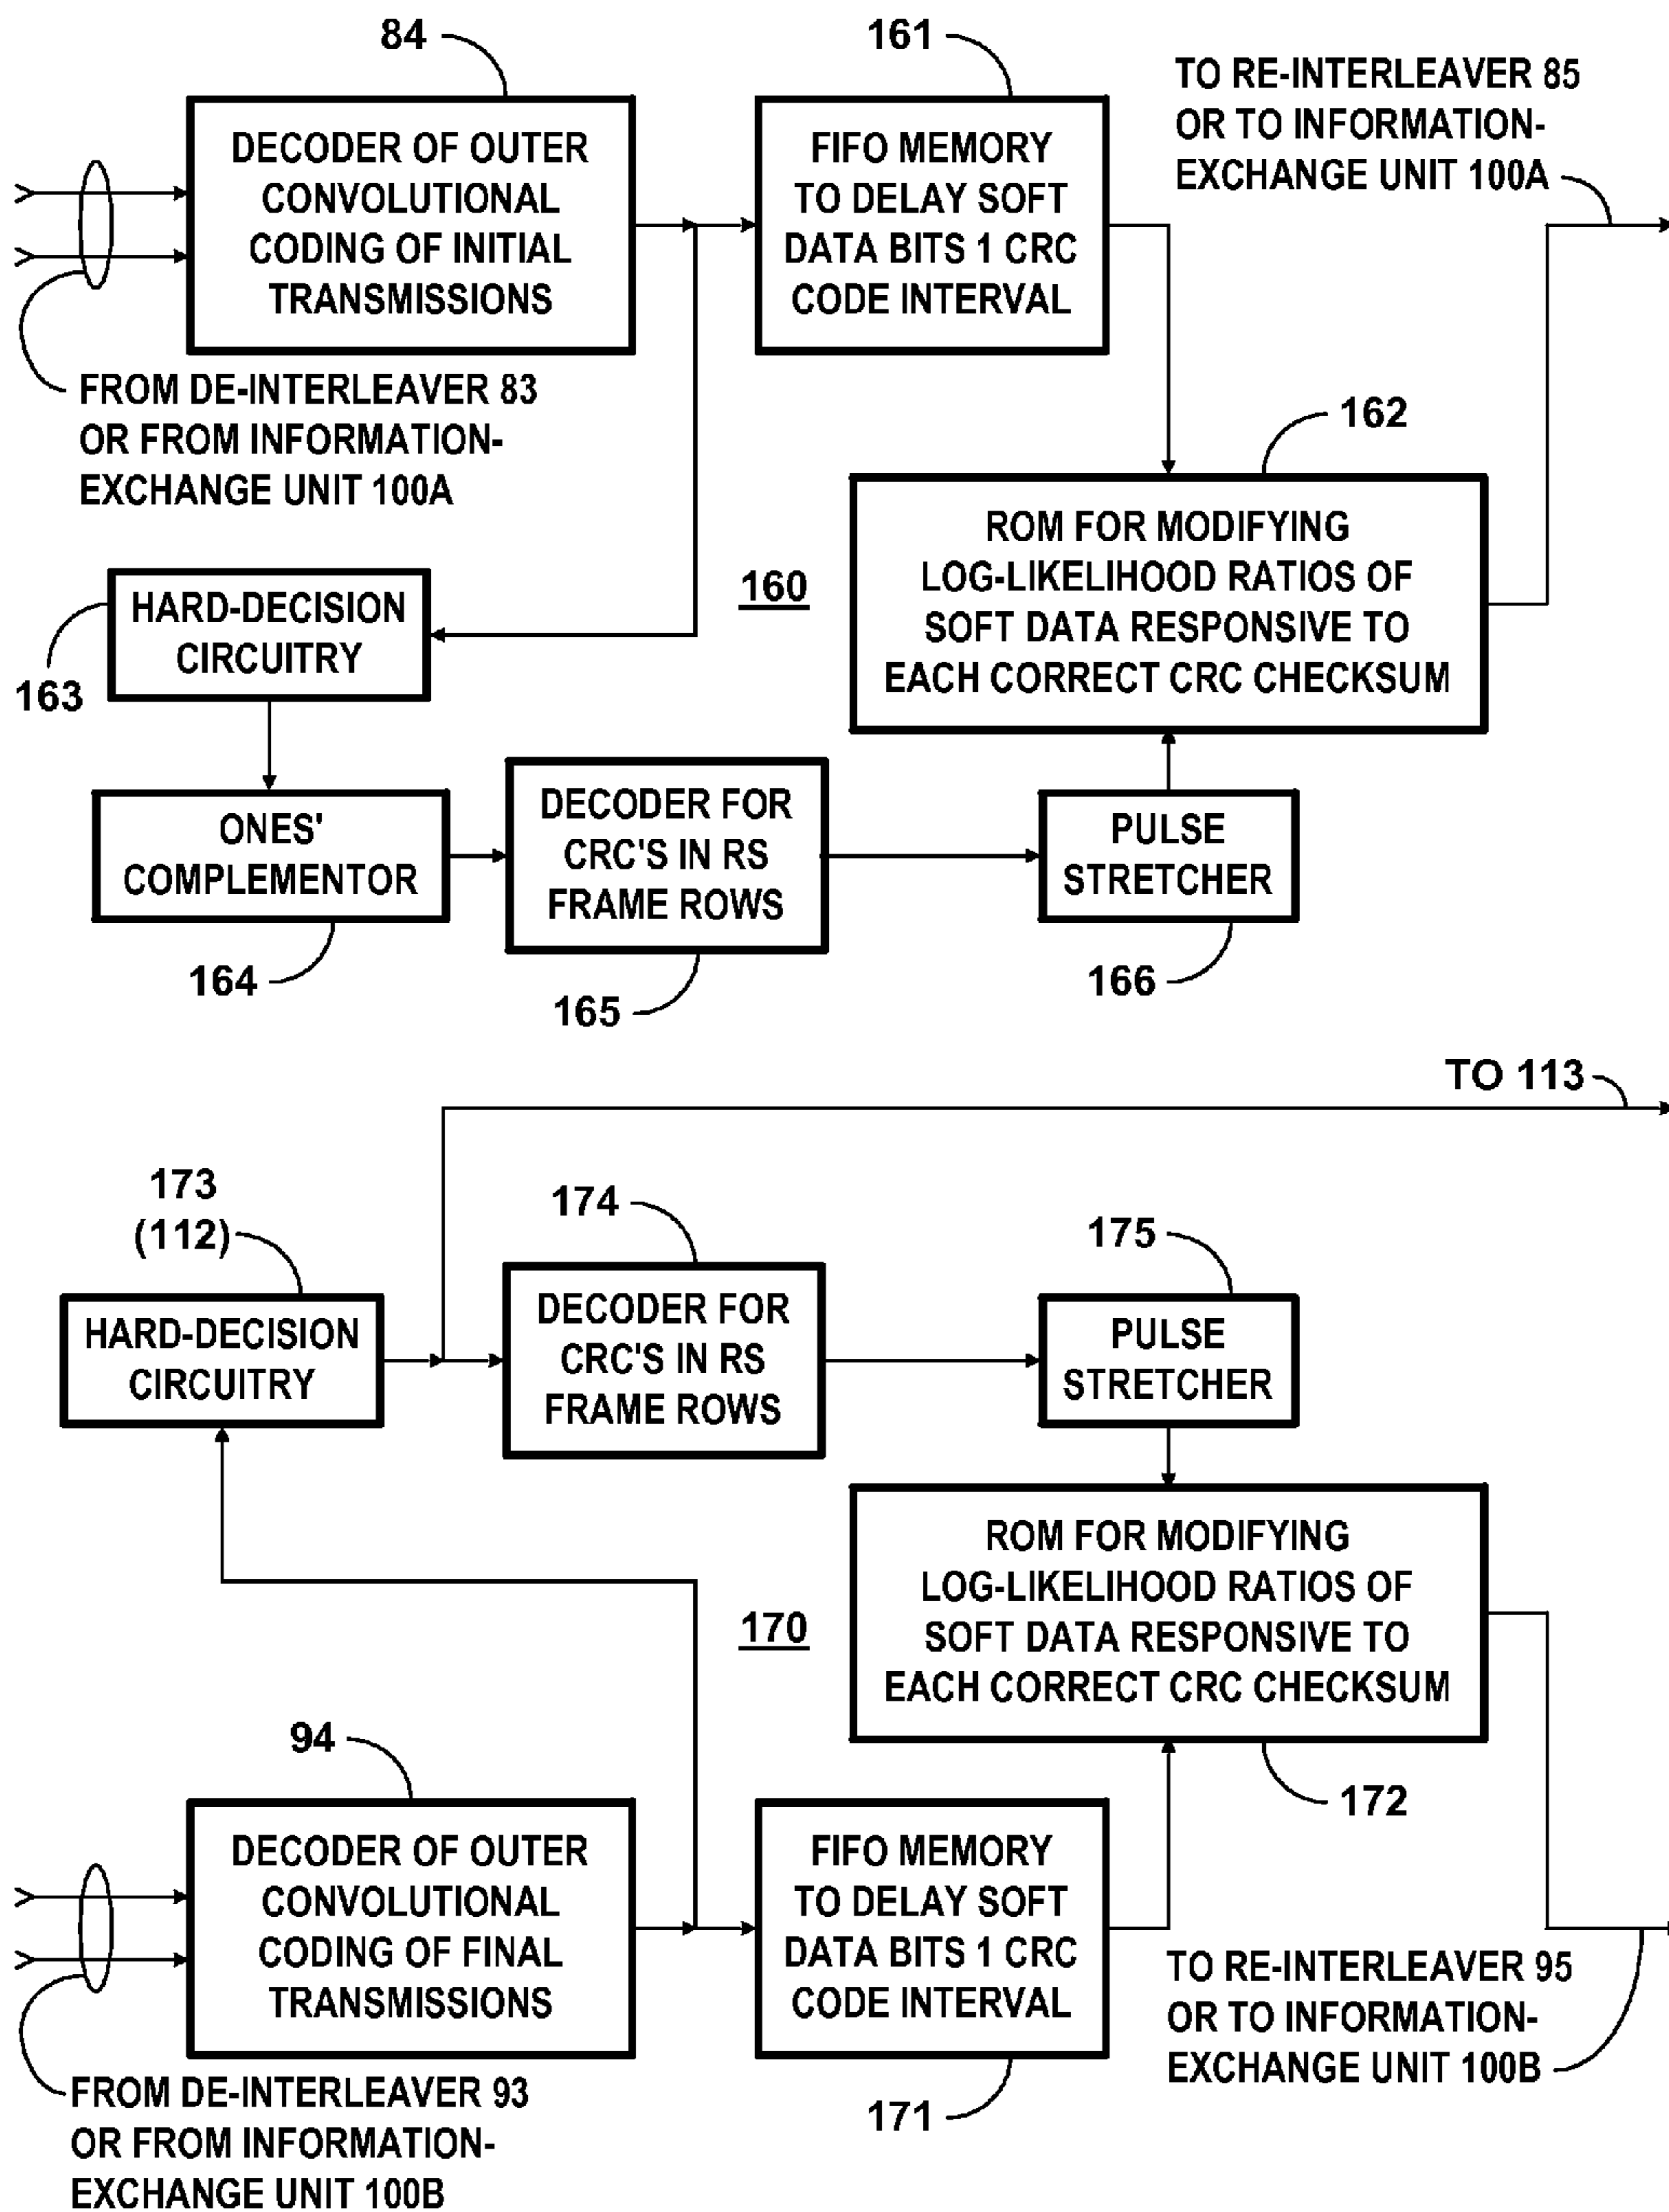 84
161
TO RE-INTERLEAVER 85
OR TO INFORMATION-
EXCHANGE UNIT 100A
DECODER OF OUTER
CONVOLUTIONAL
CODING OF INITIAL
TRANSMISSIONS
FIFO MEMORY
TO DELAY SOFT
DATA BITS 1 CRC
CODE INTERVAL
FROM DE-INTERLEAVER 83
OR FROM INFORMATION-
EXCHANGE UNIT 100A
162
ROM FOR MODIFYING
LOG-LIKELIHOOD RATIOS OF
SOFT DATA RESPONSIVE TO
EACH CORRECT CRC CHECKSUM
160
HARD-DECISION
CIRCUITRY
163
ONES'
COMPLEMENTOR
164
DECODER FOR
CRC'S IN RS
FRAME ROWS
165
PULSE
STRETCHER
166
TO 113
173
(112)
174
175
HARD-DECISION
CIRCUITRY
DECODER FOR
CRC'S IN RS
FRAME ROWS
PULSE
STRETCHER
ROM FOR MODIFYING
LOG-LIKELIHOOD RATIOS OF
SOFT DATA RESPONSIVE TO
EACH CORRECT CRC CHECKSUM
170
172
94
DECODER OF OUTER
CONVOLUTIONAL
CODING OF FINAL
TRANSMISSIONS
FIFO MEMORY
TO DELAY SOFT
DATA BITS 1 CRC
CODE INTERVAL
171
TO RE-INTERLEAVER 95
OR TO INFORMATION-
EXCHANGE UNIT 100B
FROM DE-INTERLEAVER 93
OR FROM INFORMATION-
EXCHANGE UNIT 100B